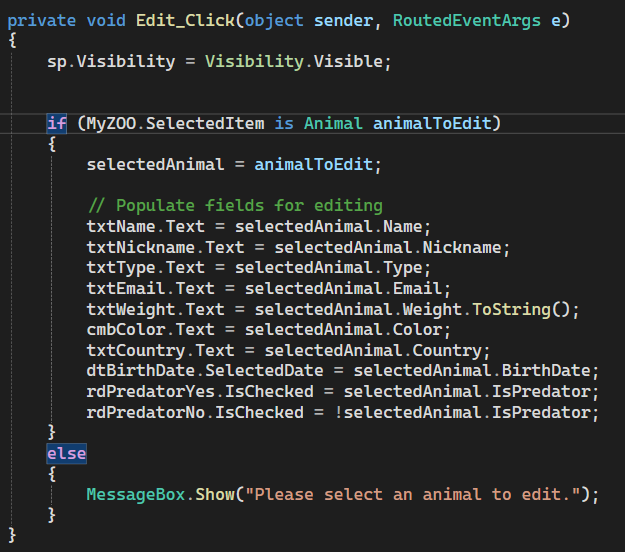 private void Edit_Click(object sender, RoutedEventArgs e)
{
    sp.Visibility = Visibility.Visible;
    if (MyZOO.SelectedItem is Animal animalToEdit)
    {
        selectedAnimal = animalToEdit;
        // Populate fields for editing
        txtName.Text = selectedAnimal.Name;
        txtNickname.Text = selectedAnimal.Nickname;
        txtType.Text = selectedAnimal.Type;
        txtEmail.Text = selectedAnimal.Email;
        txtWeight.Text = selectedAnimal.Weight.ToString();
        cmbColor.Text = selectedAnimal.Color;
        txtCountry.Text = selectedAnimal.Country;
        dtBirthDate.SelectedDate = selectedAnimal.BirthDate;
        rdPredatorYes.IsChecked = selectedAnimal.IsPredator;
        rdPredatorNo.IsChecked = !selectedAnimal.IsPredator;
    }
    else
    {
        MessageBox.Show("Please select an animal to edit.");
    }
}